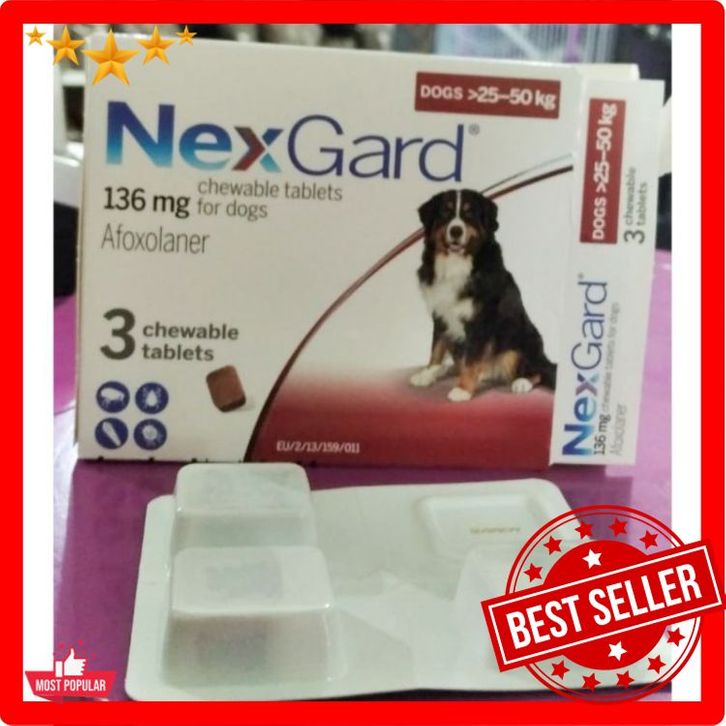 DOGS >25–50 kg
NexGard®
136 mg chewable tablets for dogs
Afoxolaner
3 chewable tablets
EU/2/13/159/011
DOGS >25–50 kg
3 chewable tablets
NexGard®
136 mg chewable tablets for dogs
Afoxolaner
BEST SELLER
MOST POPULAR